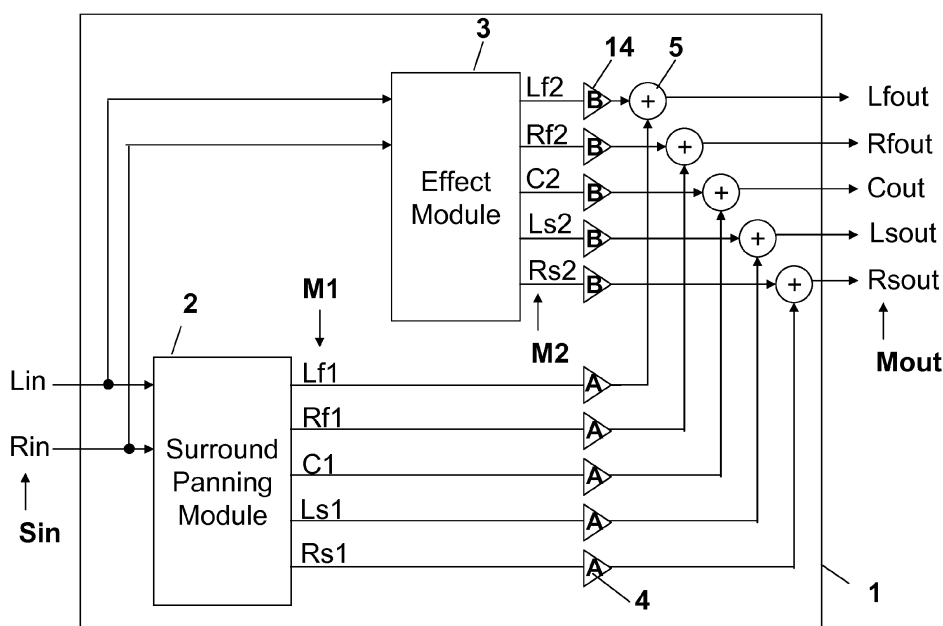 3
14
5
Lf2
B
+
Lfout
Rf2
B
+
Rfout
Effect
Module
C2
B
+
Cout
Ls2
B
+
Lsout
Rs2
B
+
Rsout
M1
2
M2
Mout
Lin
Lf1
A
Rin
Rf1
A
Surround
Panning
Module
C1
A
Sin
Ls1
A
Rs1
A
4
1